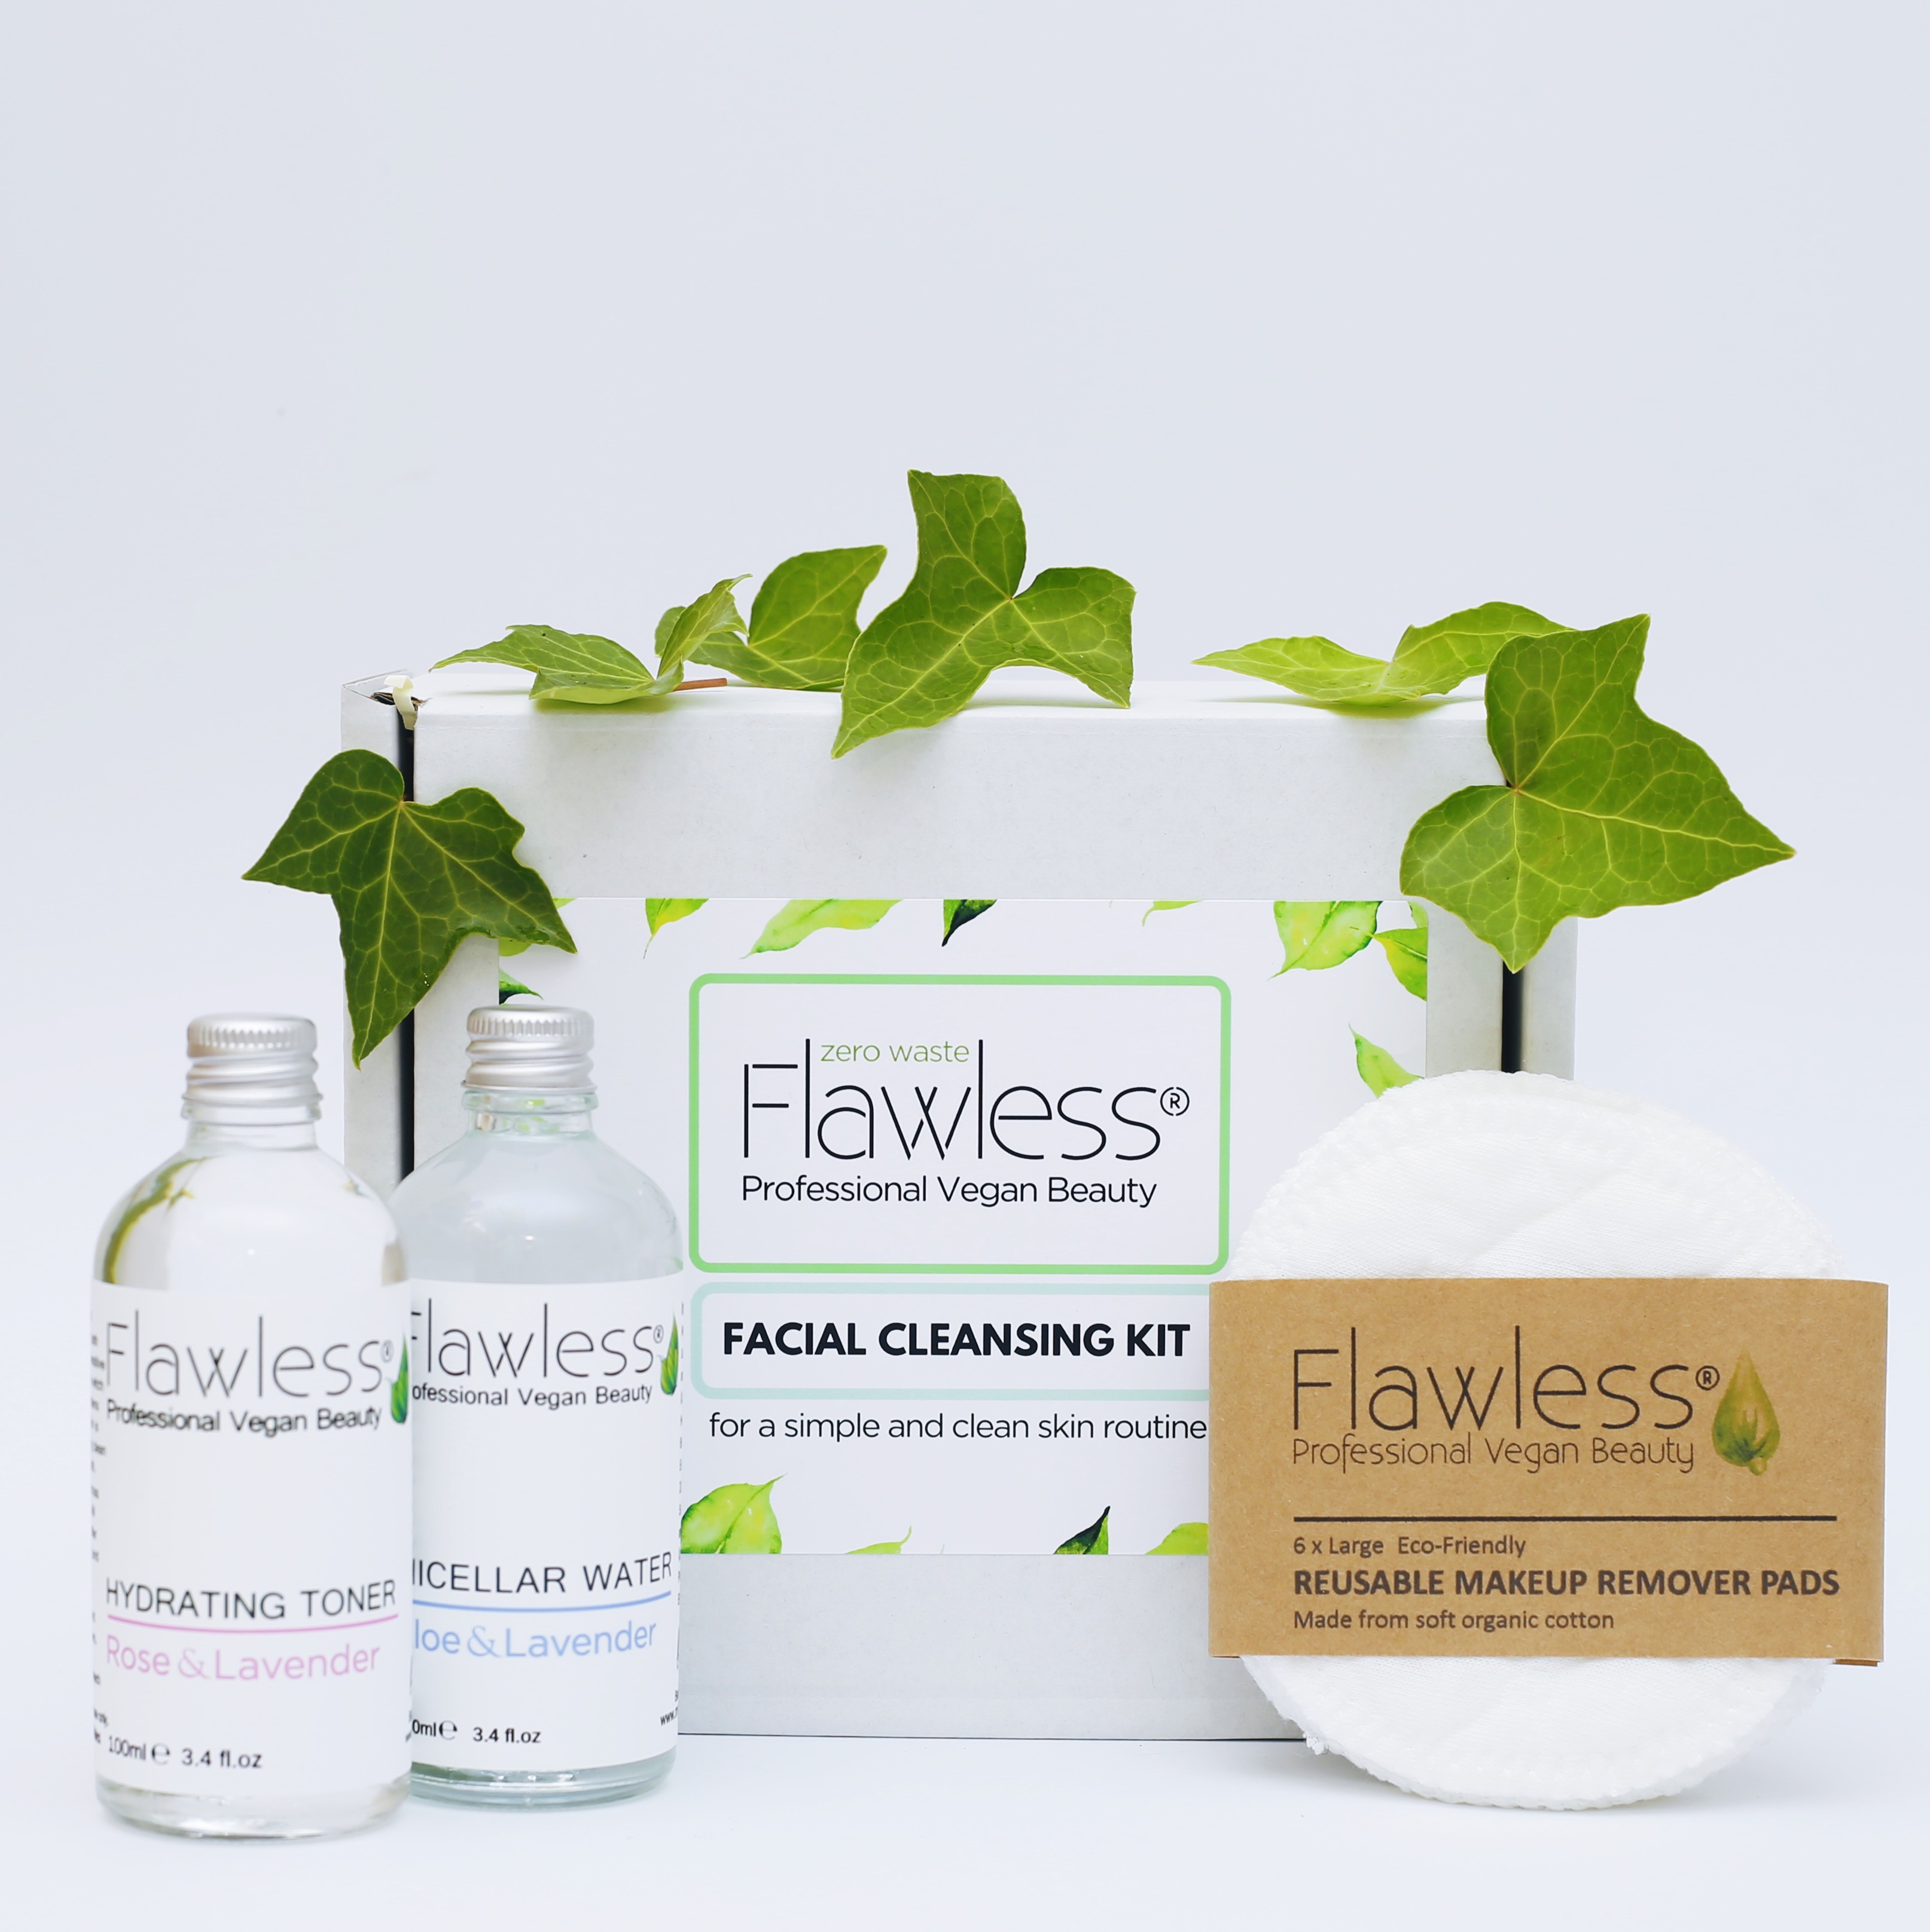 zero waste
Flawless®
Professional Vegan Beauty
FACIAL CLEANSING KIT
for a simple and clean skin routine
Flawless®
Professional Vegan Beauty
HYDRATING TONER
Rose & Lavender
100ml ℮ 3.4 fl.oz
lawless®
ofessional Vegan Beauty
ICELLAR WATER
loe & Lavender
0ml ℮ 3.4 fl.oz
Flawless®
Professional Vegan Beauty
6 x Large Eco-Friendly
REUSABLE MAKEUP REMOVER PADS
Made from soft organic cotton